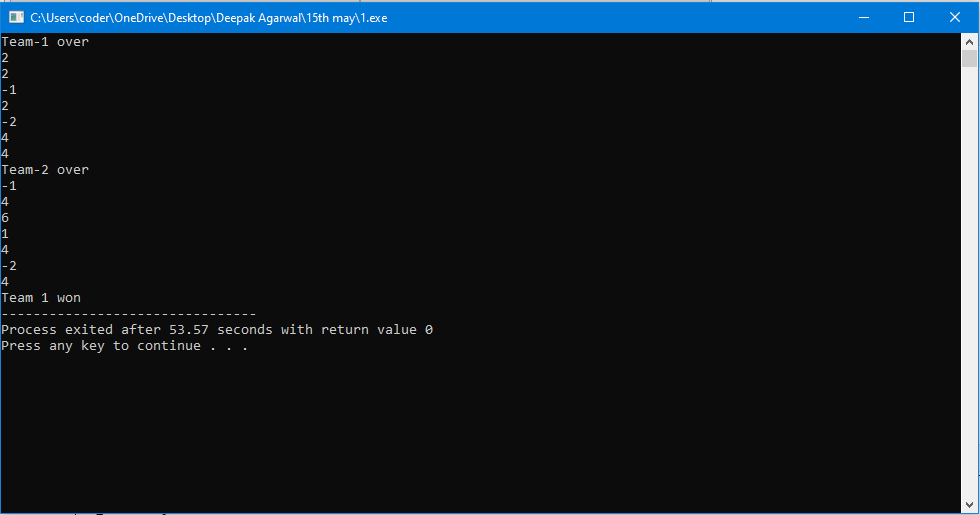 C:\Users\coder\OneDrive\Desktop\Deepak Agarwal\15th may\1.exe
Team-1 over
2
2
-1
2
-2
4
4
Team-2 over
-1
4
6
1
4
-2
4
Team 1 won
--------------------------------
Process exited after 53.57 seconds with return value 0
Press any key to continue . . .